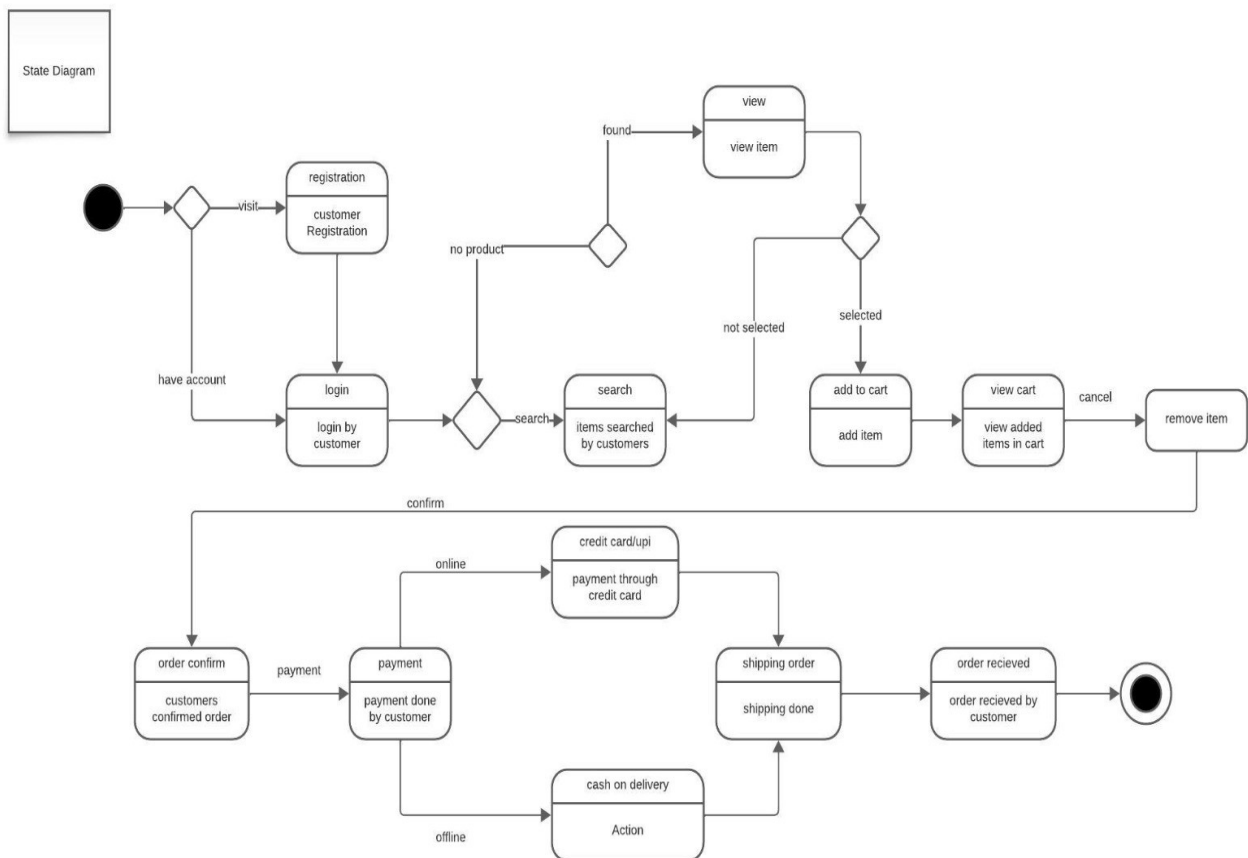 State Diagram
view
view item
found
registration
customer
Registration
visit
no product
not selected
selected
have account
login
login by
customer
search
search
items searched
by customers
add to cart
add item
view cart
view added
items in cart
cancel
remove item
confirm
credit card/upi
payment through
credit card
online
order confirm
customers
confirmed order
payment
payment
payment done
by customer
shipping order
shipping done
order recieved
order recieved by
customer
cash on delivery
Action
offline